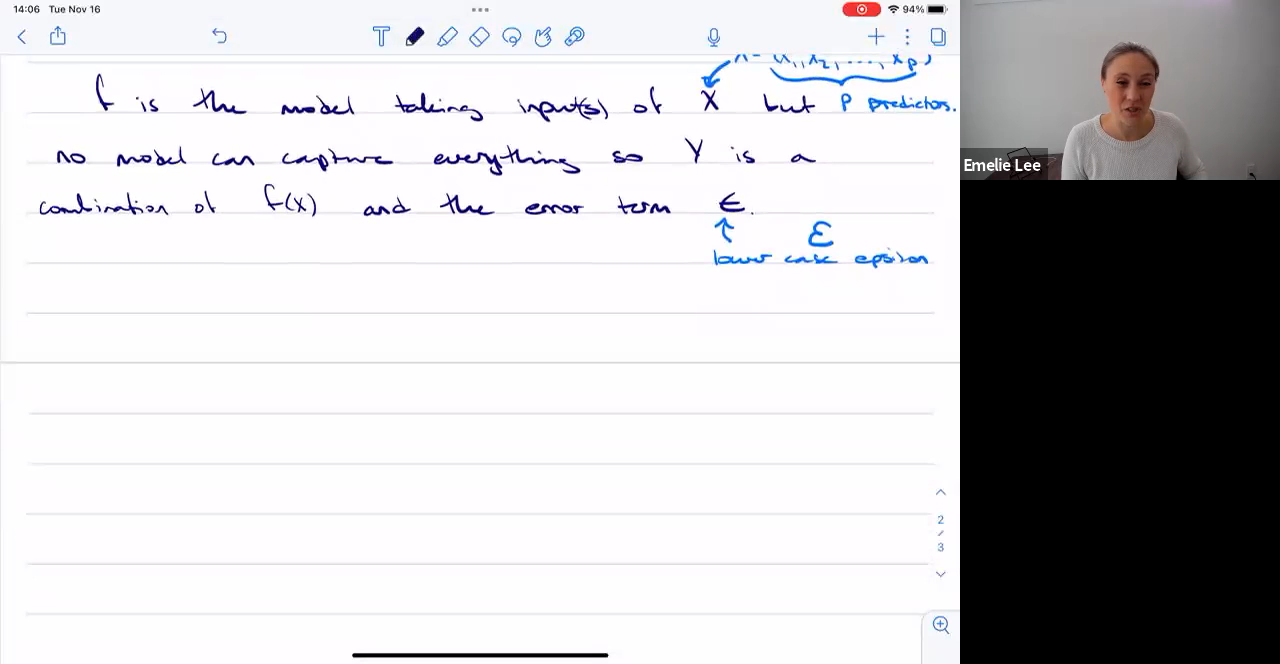 14:06 Tue Nov 16
94%
X = (X1, X2, ..., Xp)
f is the model taking input(s) of X but P predictors.
no model can capture everything so Y is a
combination of f(X) and the error term ϵ.
↑ ε
lower case epsilon
Emelie Lee
2
/
3